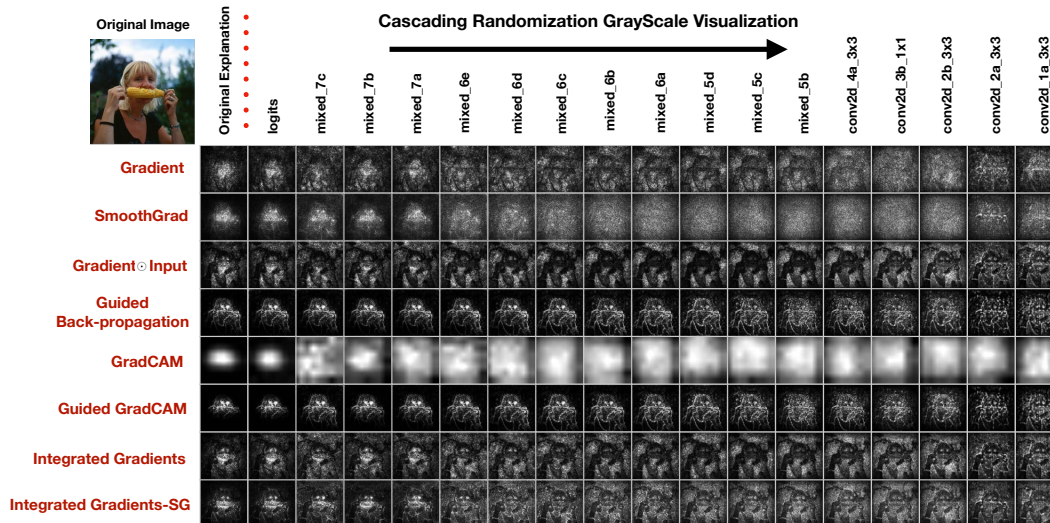 Original Image
Cascading Randomization GrayScale Visualization
Original Explanation
logits
mixed_7c
mixed_7b
mixed_7a
mixed_6e
mixed_6d
mixed_6c
mixed_6b
mixed_6a
mixed_5d
mixed_5c
mixed_5b
conv2d_4a_3x3
conv2d_3b_1x1
conv2d_2b_3x3
conv2d_2a_3x3
conv2d_1a_3x3
Gradient
SmoothGrad
Gradient⊙Input
Guided
Back-propagation
GradCAM
Guided GradCAM
Integrated Gradients
Integrated Gradients-SG